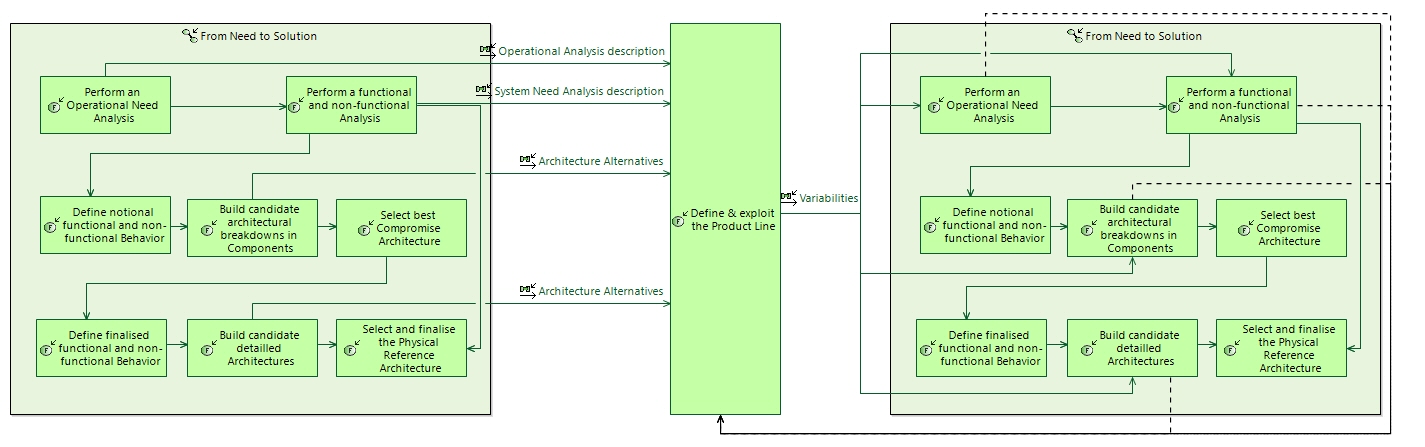 From Need to Solution
Perform an
Operational Need
Analysis
Perform a functional
and non-functional
Analysis
Define notional
functional and non-
functional Behavior
Build candidate
architectural
breakdowns in
Components
Select best
Compromise
Architecture
Define finalised
functional and non-
functional Behavior
Build candidate
detailled
Architectures
Select and finalise
the Physical
Reference
Architecture
Operational Analysis description
System Need Analysis description
Architecture Alternatives
Architecture Alternatives
Define & exploit
the Product Line
Variabilities
From Need to Solution
Perform an
Operational Need
Analysis
Perform a functional
and non-functional
Analysis
Define notional
functional and non-
functional Behavior
Build candidate
architectural
breakdowns in
Components
Select best
Compromise
Architecture
Define finalised
functional and non-
functional Behavior
Build candidate
detailled
Architectures
Select and finalise
the Physical
Reference
Architecture